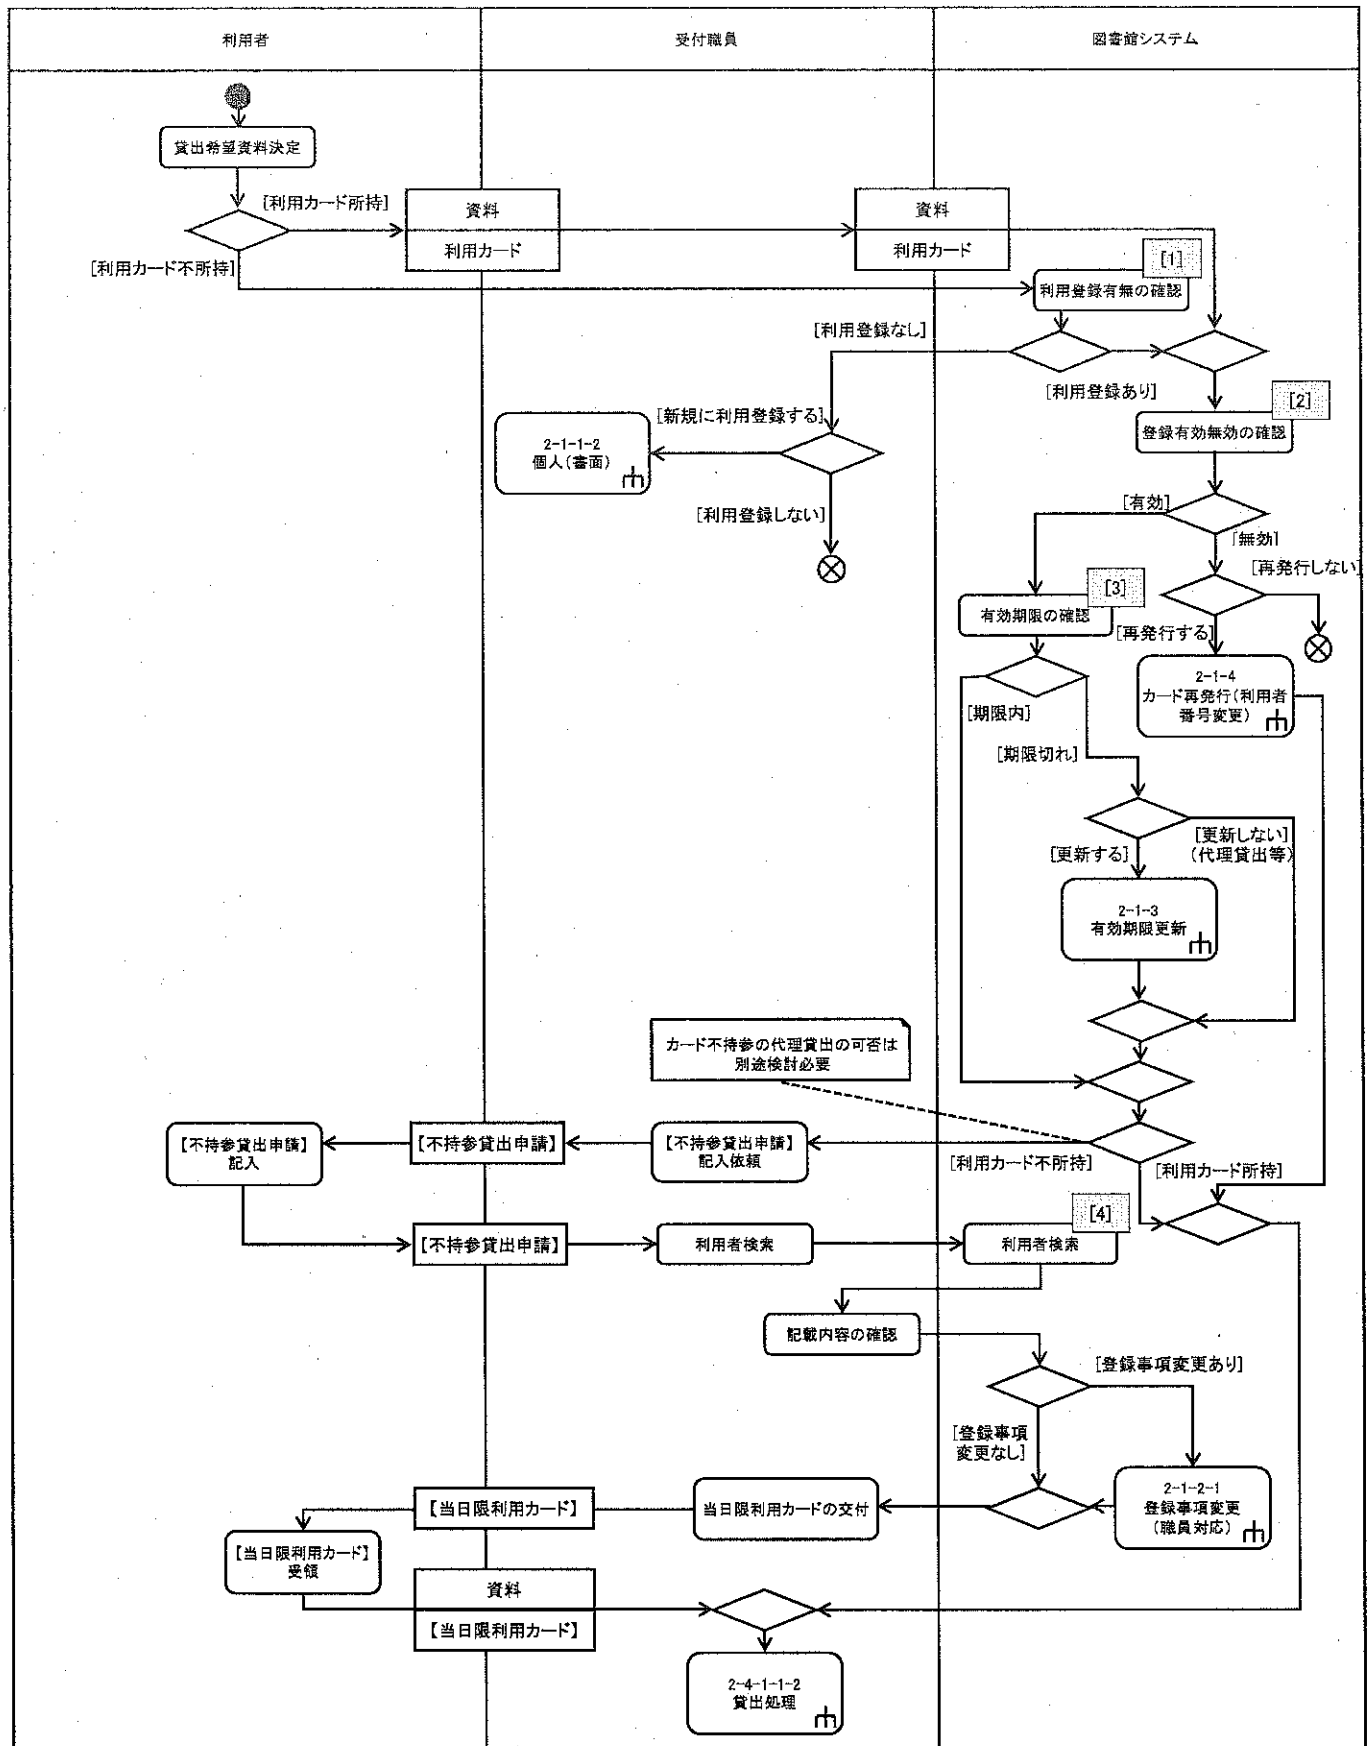 利用者
受付職員
図書館システム
貸出希望資料決定
[利用カード所持]
資料
利用カード
資料
利用カード
[利用カード不所持]
[1]
利用登録有無の確認
[利用登録なし]
[利用登録あり]
[2]
登録有効無効の確認
[新規に利用登録する]
2-1-1-2
個人(書面)
[利用登録しない]
[有効]
[無効]
[再発行しない]
[3]
有効期限の確認
[再発行する]
2-1-4
カード再発行(利用者
番号変更)
[期限内]
[期限切れ]
[更新しない]
(代理貸出等)
[更新する]
2-1-3
有効期限更新
カード不持参の代理貸出の可否は
別途検討必要
【不持参貸出申請】
記入
【不持参貸出申請】
【不持参貸出申請】
記入依頼
[利用カード不所持]
[利用カード所持]
[4]
【不持参貸出申請】
利用者検索
利用者検索
記載内容の確認
[登録事項変更あり]
[登録事項
変更なし]
2-1-2-1
登録事項変更
(職員対応)
【当日限利用カード】
当日限利用カードの交付
【当日限利用カード】
受領
資料
【当日限利用カード】
2-4-1-1-2
貸出処理